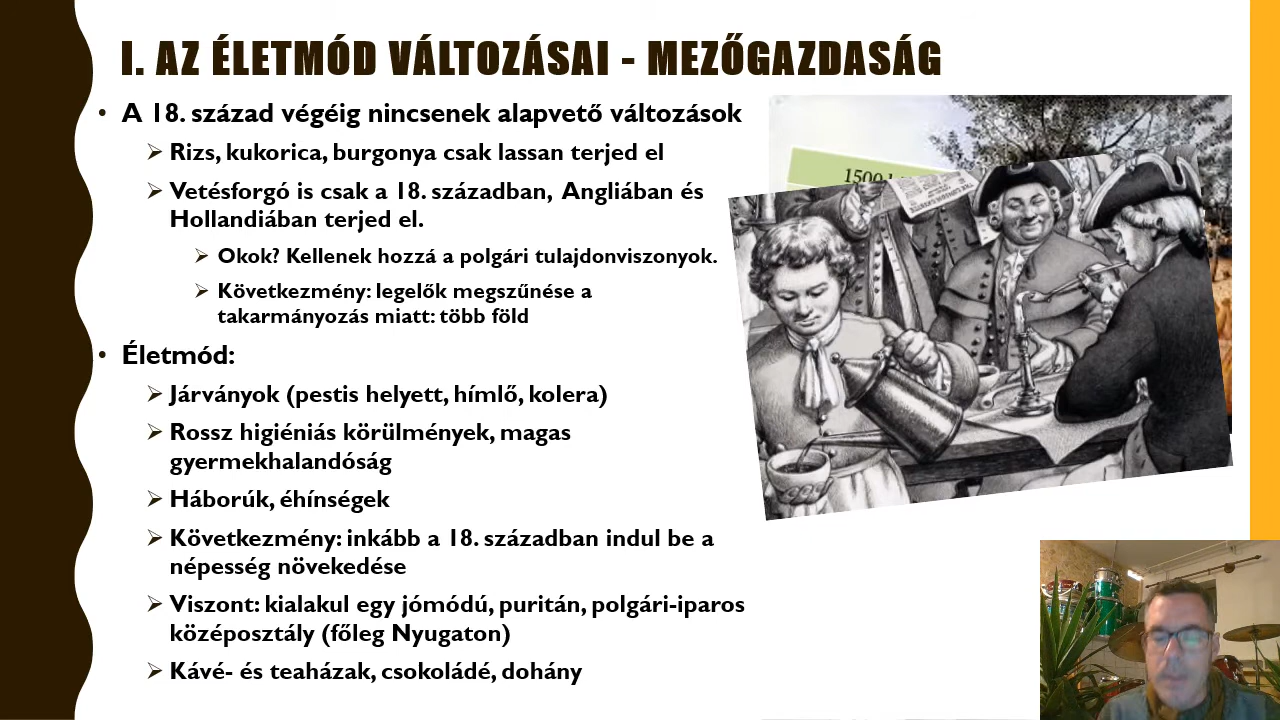 I. AZ ÉLETMÓD VÁLTOZÁSAI - MEZŐGAZDASÁG
• A 18. század végéig nincsenek alapvető változások
➢ Rizs, kukorica, burgonya csak lassan terjed el
➢ Vetésforgó is csak a 18. században, Angliában és
Hollandiában terjed el.
➢ Okok? Kellenek hozzá a polgári tulajdonviszonyok.
➢ Következmény: legelők megszűnése a
takarmányozás miatt: több föld
• Életmód:
➢ Járványok (pestis helyett, hímlő, kolera)
➢ Rossz higiéniás körülmények, magas
gyermekhalandóság
➢ Háborúk, éhínségek
➢ Következmény: inkább a 18. században indul be a
népesség növekedése
➢ Viszont: kialakul egy jómódú, puritán, polgári-iparos
középosztály (főleg Nyugaton)
➢ Kávé- és teaházak, csokoládé, dohány
1500